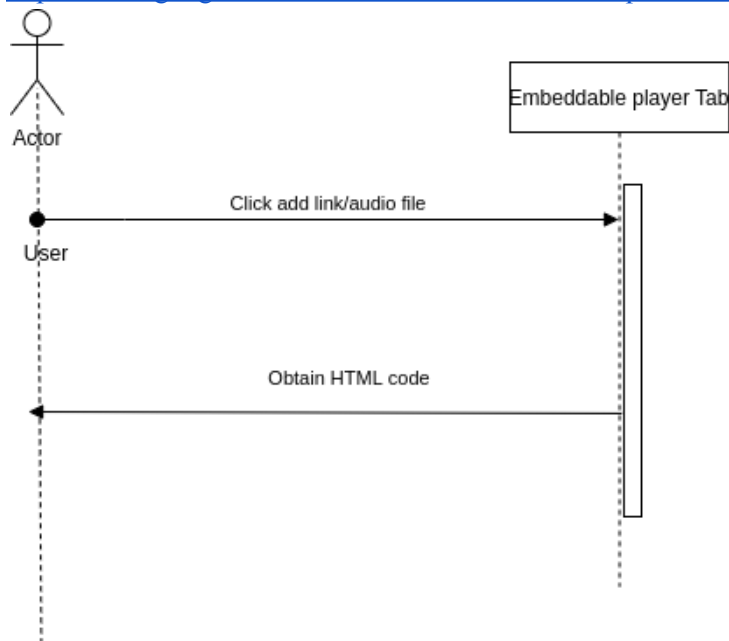 Embeddable player Tab
Actor
Click add link/audio file
User
Obtain HTML code